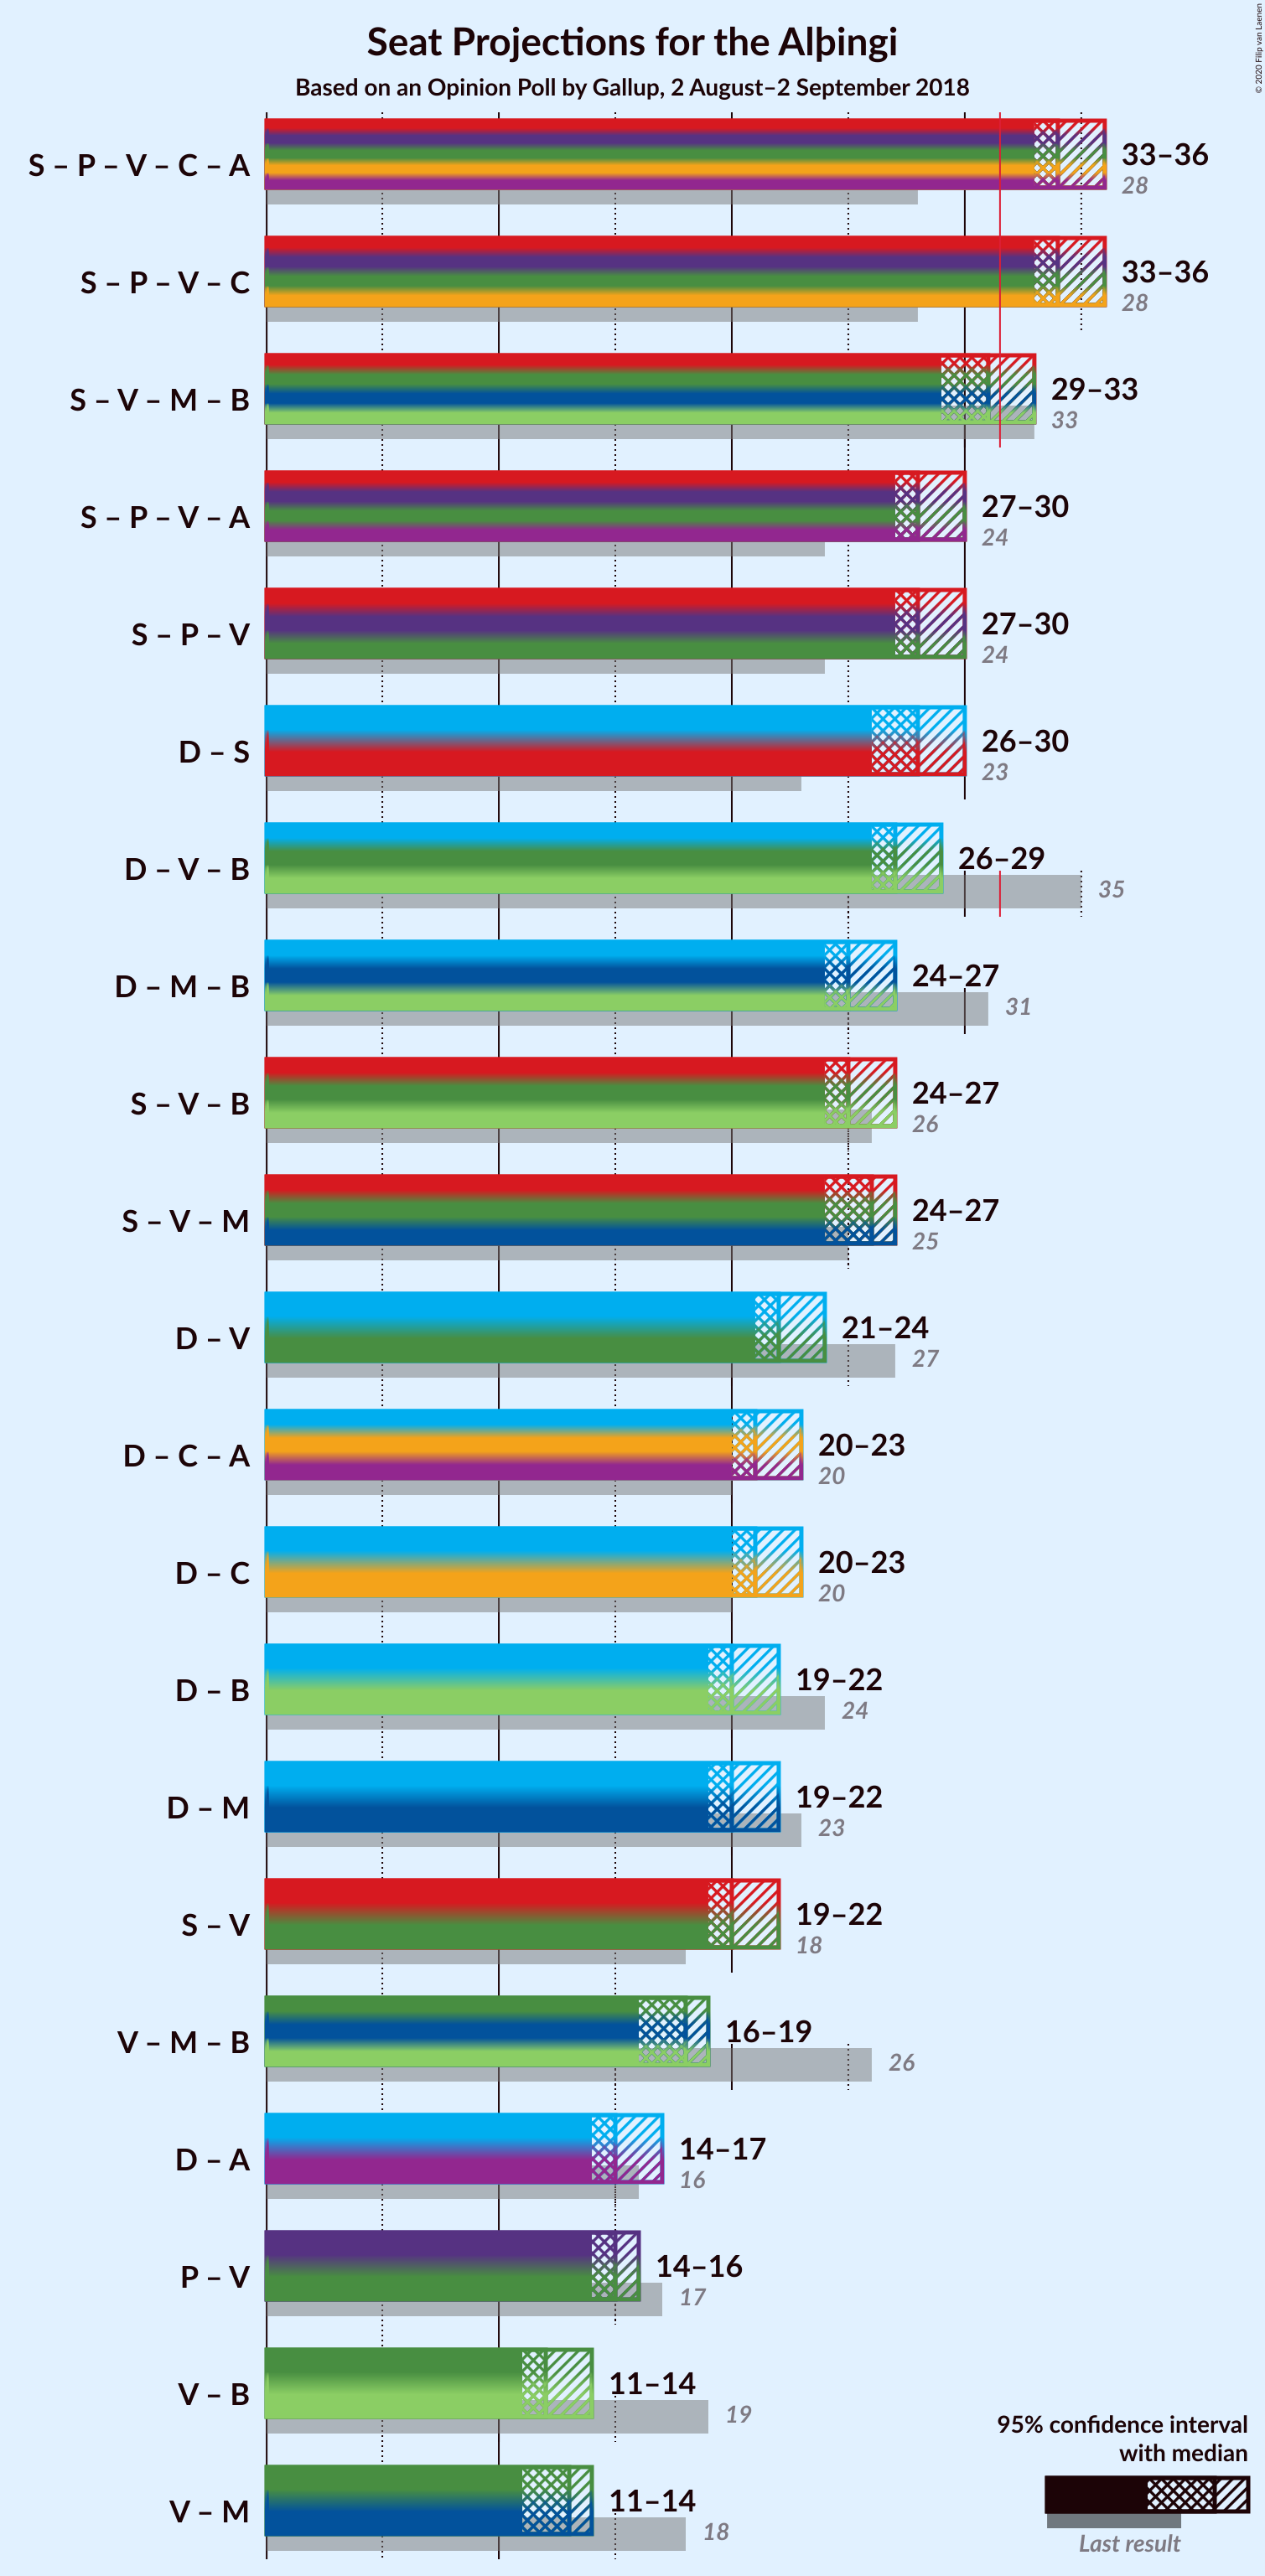 Seat Projections for the Alþingi
Based on an Opinion Poll by Gallup, 2 August–2 September 2018
© 2020 Filip van Laenen
S – P – V – C – A
33–36
28
S – P – V – C
33–36
28
S – V – M – B
29–33
33
S – P – V – A
27–30
24
S – P – V
27–30
24
D – S
26–30
23
D – V – B
26–29
35
D – M – B
24–27
31
S – V – B
24–27
26
S – V – M
24–27
25
D – V
21–24
27
D – C – A
20–23
20
D – C
20–23
20
D – B
19–22
24
D – M
19–22
23
S – V
19–22
18
V – M – B
16–19
26
D – A
14–17
16
P – V
14–16
17
V – B
11–14
19
V – M
11–14
18
95% confidence interval
with median
Last result